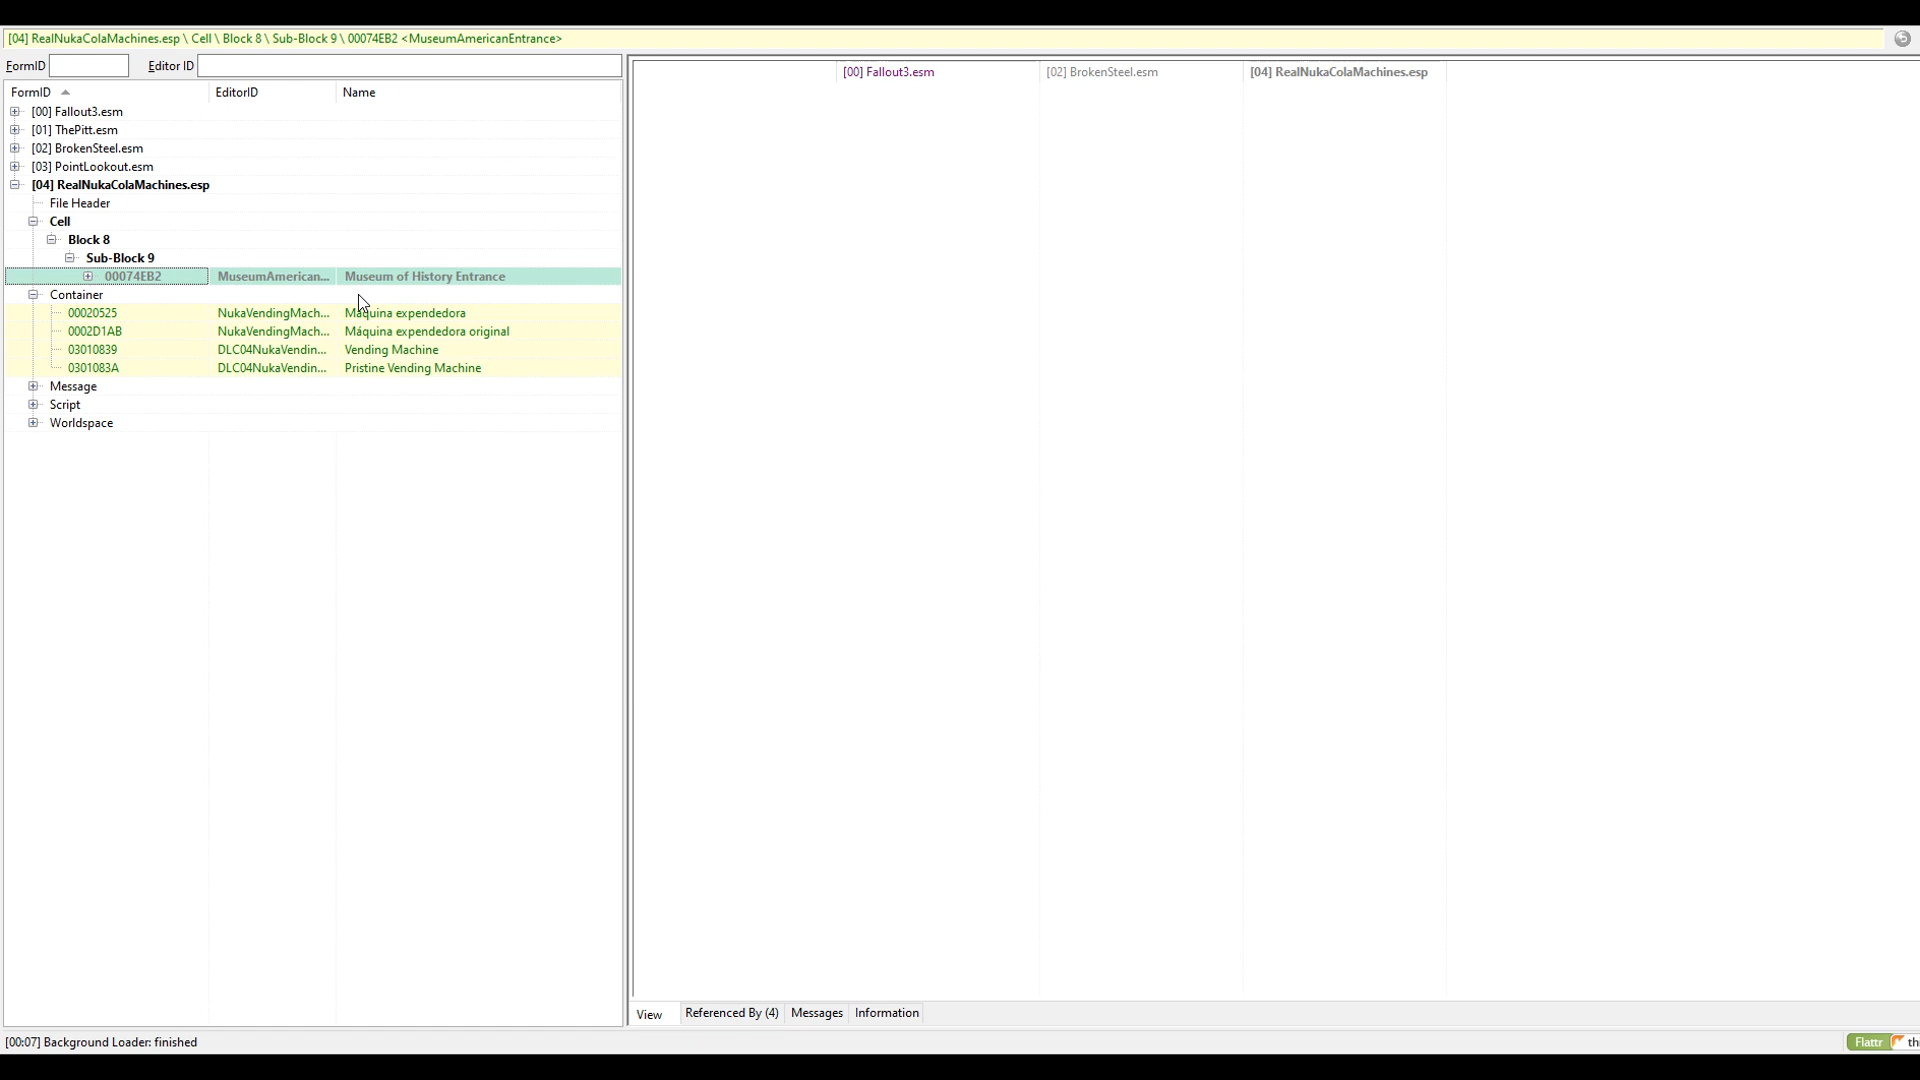 [04] RealNukaColaMachines.esp \ Cell \ Block 8 \ Sub-Block 9 \ 00074EB2 <MuseumAmericanEntrance>
FormID Editor ID
FormID EditorID Name
[00] Fallout3.esm
[01] ThePitt.esm
[02] BrokenSteel.esm
[03] PointLookout.esm
[04] RealNukaColaMachines.esp
File Header
Cell
Block 8
Sub-Block 9
00074EB2 MuseumAmerican... Museum of History Entrance
Container
00020525 NukaVendingMach... Máquina expendedora
0002D1AB NukaVendingMach... Máquina expendedora original
03010839 DLC04NukaVendin... Vending Machine
0301083A DLC04NukaVendin... Pristine Vending Machine
Message
Script
Worldspace
[00] Fallout3.esm [02] BrokenSteel.esm [04] RealNukaColaMachines.esp
View Referenced By (4) Messages Information
[00:07] Background Loader: finished
Flattr